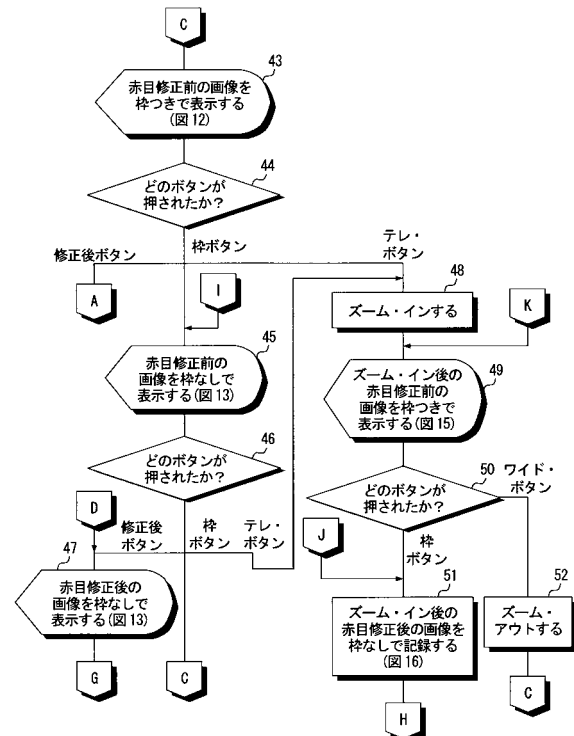 C
43
赤目修正前の画像を
枠つきで表示する
(図12)
44
どのボタンが
押されたか?
修正後ボタン
枠ボタン
テレ・
ボタン
A
I
48
ズーム・インする
K
45
赤目修正前の
画像を枠なしで
表示する(図13)
49
ズーム・イン後の
赤目修正前の
画像を枠つきで
表示する(図15)
46
どのボタンが
押されたか?
50
ワイド・
ボタン
どのボタンが
押されたか?
D
修正後
ボタン
枠
ボタン
テレ・
ボタン
J
枠
ボタン
47
赤目修正後の
画像を枠なしで
表示する(図13)
51
ズーム・イン後の
赤目修正後の画像を
枠なしで記録する
(図16)
52
ズーム・
アウトする
G
C
H
C